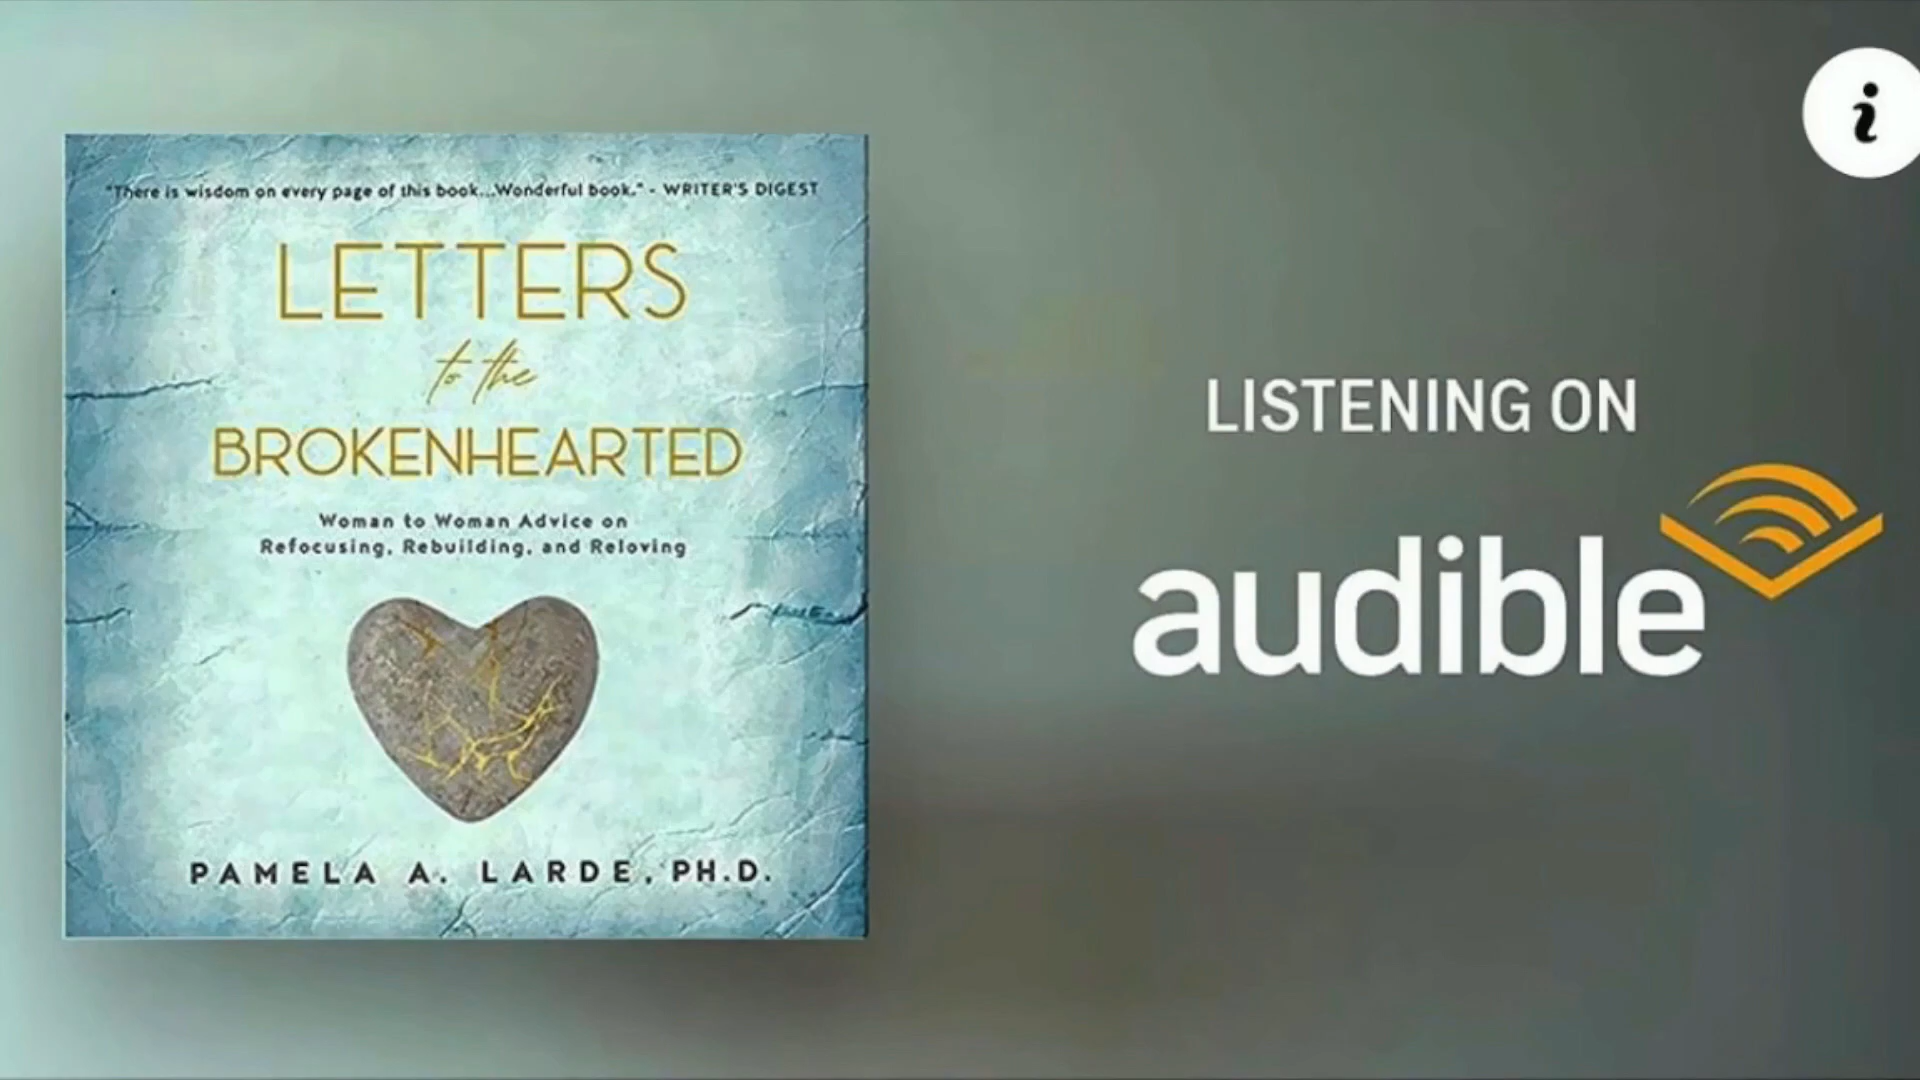 "There is wisdom on every page of this book...Wonderful book." - WRITER'S DIGEST
LETTERS
to the
BROKENHEARTED
Woman to Woman Advice on
Refocusing, Rebuilding, and Reloving
PAMELA A. LARDE, PH.D.
LISTENING ON
audible
i